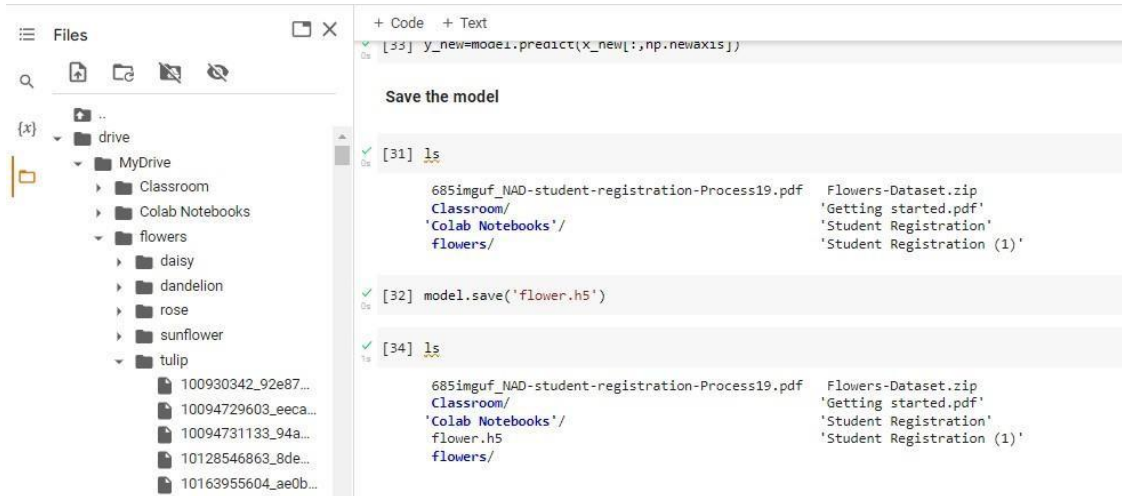 Files
..
drive
MyDrive
Classroom
Colab Notebooks
flowers
daisy
dandelion
rose
sunflower
tulip
100930342_92e87...
10094729603_eeca...
10094731133_94a...
10128546863_8de...
10163955604_ae0b...
{x}
+ Code + Text
0s [33] y_new=model.predict(x_new[:,np.newaxis])
Save the model
0s [31] ls
685imguf_NAD-student-registration-Process19.pdf Flowers-Dataset.zip
Classroom/ 'Getting started.pdf'
'Colab Notebooks'/ 'Student Registration'
flowers/ 'Student Registration (1)'
0s [32] model.save('flower.h5')
1s [34] ls
685imguf_NAD-student-registration-Process19.pdf Flowers-Dataset.zip
Classroom/ 'Getting started.pdf'
'Colab Notebooks'/ 'Student Registration'
flower.h5 'Student Registration (1)'
flowers/